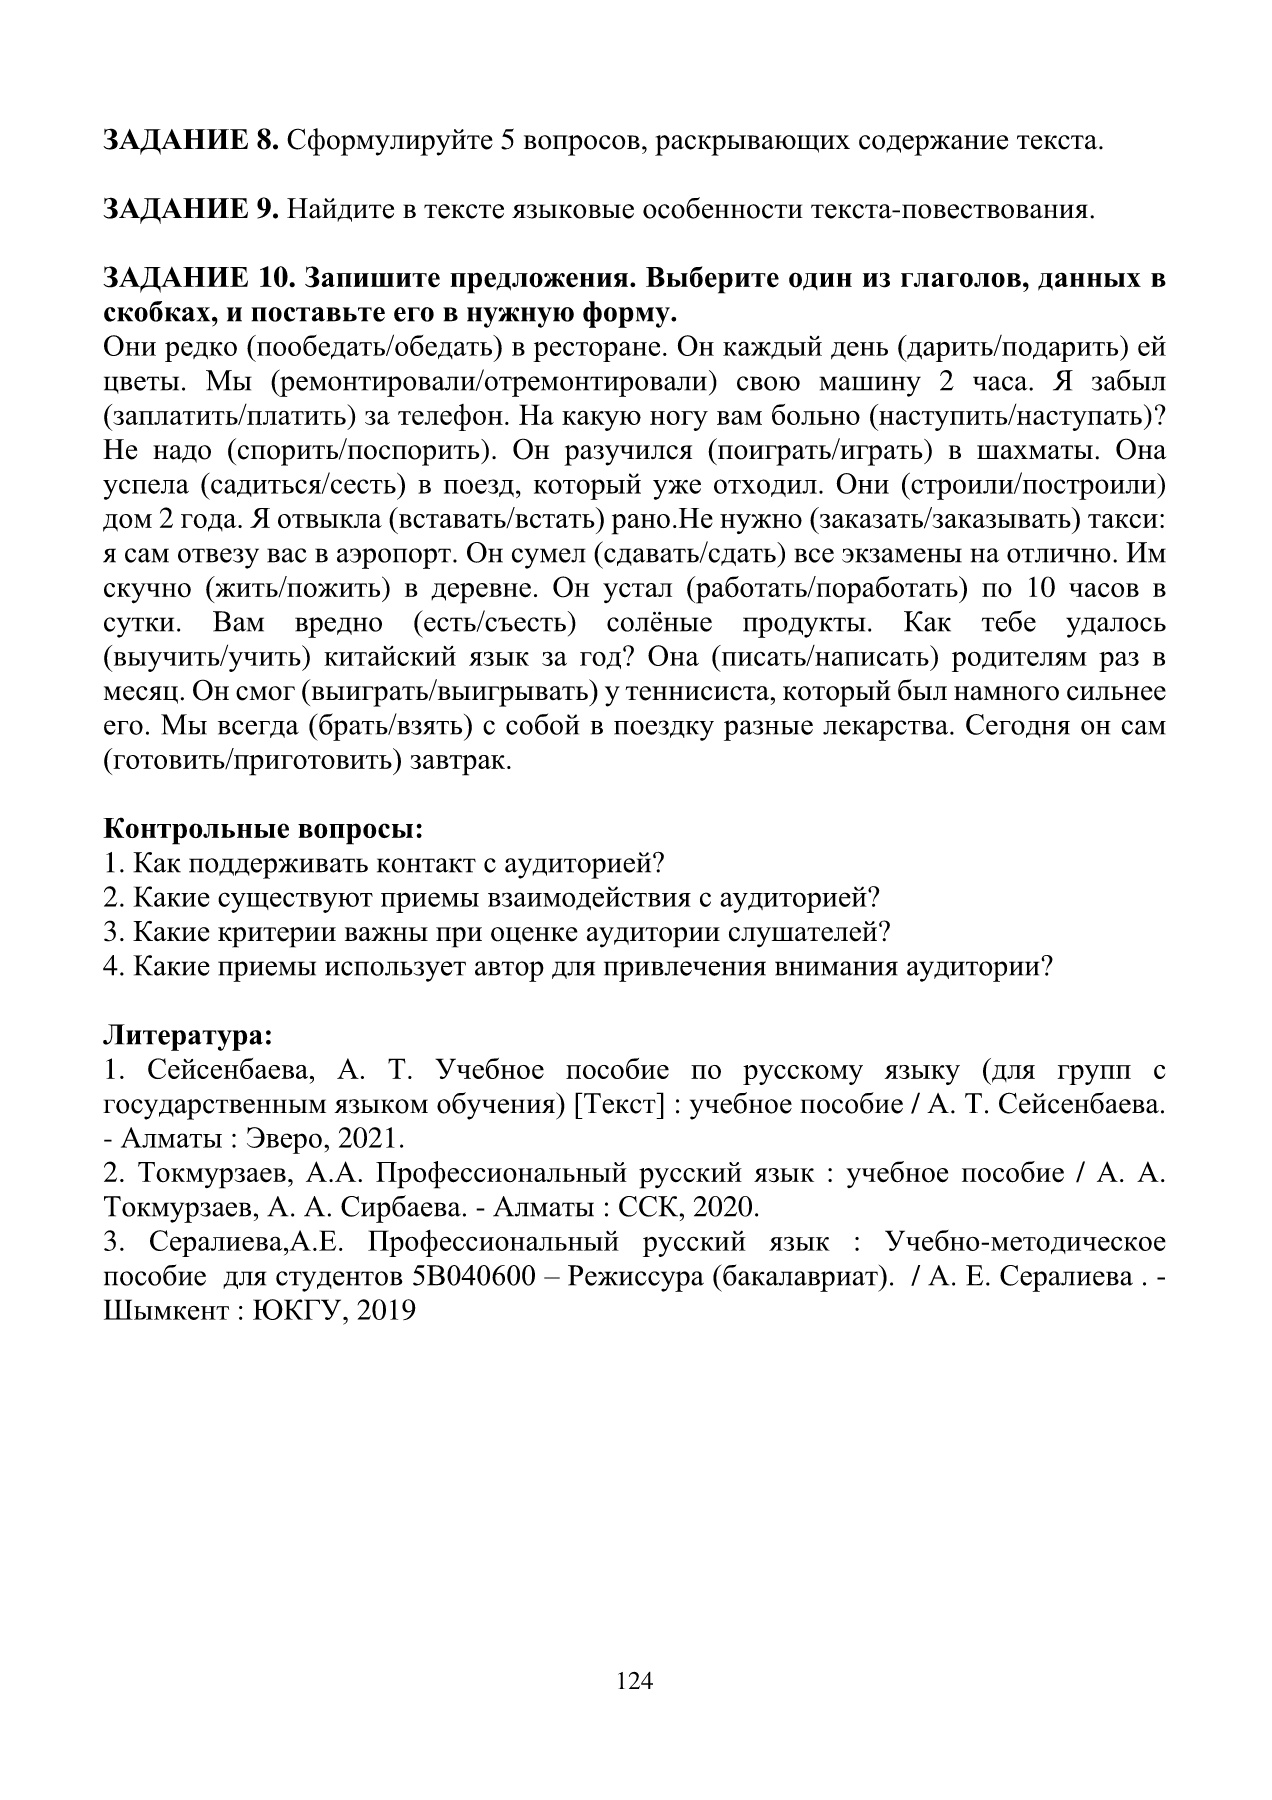 ЗАДАНИЕ 8. Сформулируйте 5 вопросов, раскрывающих содержание текста.
ЗАДАНИЕ 9. Найдите в тексте языковые особенности текста-повествования.
ЗАДАНИЕ 10. Запишите предложения. Выберите один из глаголов, данных в
скобках, и поставьте его в нужную форму.
Они редко (пообедать/обедать) в ресторане. Он каждый день (дарить/подарить) ей
цветы. Мы (ремонтировали/отремонтировали) свою машину 2 часа. Я забыл
(заплатить/платить) за телефон. На какую ногу вам больно (наступить/наступать)?
Не надо (спорить/поспорить). Он разучился (поиграть/играть) в шахматы. Она
успела (садиться/сесть) в поезд, который уже отходил. Они (строили/построили)
дом 2 года. Я отвыкла (вставать/встать) рано.Не нужно (заказать/заказывать) такси:
я сам отвезу вас в аэропорт. Он сумел (сдавать/сдать) все экзамены на отлично. Им
скучно (жить/пожить) в деревне. Он устал (работать/поработать) по 10 часов в
сутки. Вам вредно (есть/съесть) солёные продукты. Как тебе удалось
(выучить/учить) китайский язык за год? Она (писать/написать) родителям раз в
месяц. Он смог (выиграть/выигрывать) у теннисиста, который был намного сильнее
его. Мы всегда (брать/взять) с собой в поездку разные лекарства. Сегодня он сам
(готовить/приготовить) завтрак.
Контрольные вопросы:
1. Как поддерживать контакт с аудиторией?
2. Какие существуют приемы взаимодействия с аудиторией?
3. Какие критерии важны при оценке аудитории слушателей?
4. Какие приемы использует автор для привлечения внимания аудитории?
Литература:
1. Сейсенбаева, А. Т. Учебное пособие по русскому языку (для групп с
государственным языком обучения) [Текст] : учебное пособие / А. Т. Сейсенбаева.
- Алматы : Эверо, 2021.
2. Токмурзаев, А.А. Профессиональный русский язык : учебное пособие / А. А.
Токмурзаев, А. А. Сирбаева. - Алматы : ССК, 2020.
3. Сералиева,А.Е. Профессиональный русский язык : Учебно-методическое
пособие  для студентов 5В040600 – Режиссура (бакалавриат).  / А. Е. Сералиева . -
Шымкент : ЮКГУ, 2019
124